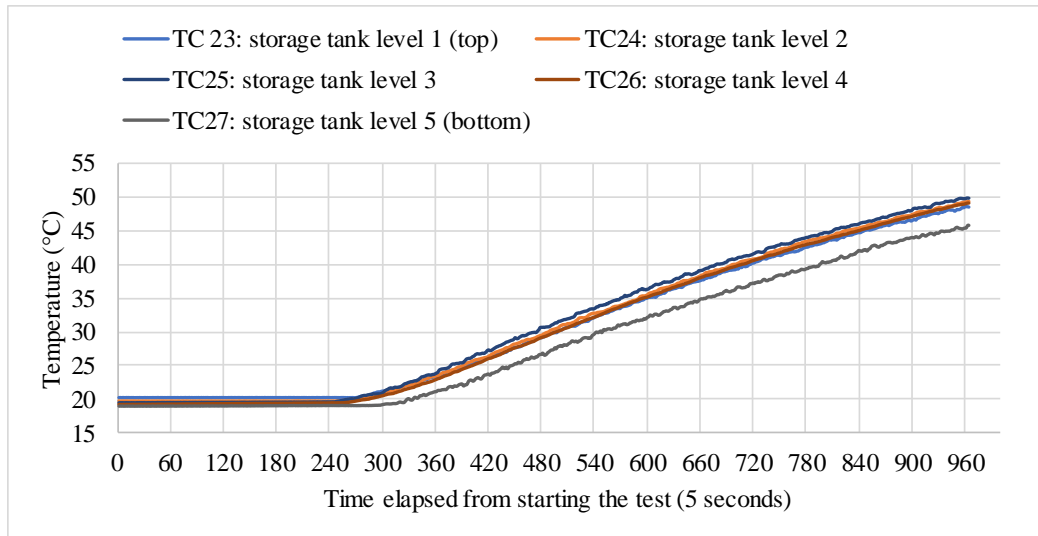 TC 23: storage tank level 1 (top) TC24: storage tank level 2
TC25: storage tank level 3 TC26: storage tank level 4
TC27: storage tank level 5 (bottom)
55
50
45
40
35
30
25
20
15
Temperature (°C)
0 60 120 180 240 300 360 420 480 540 600 660 720 780 840 900 960
Time elapsed from starting the test (5 seconds)